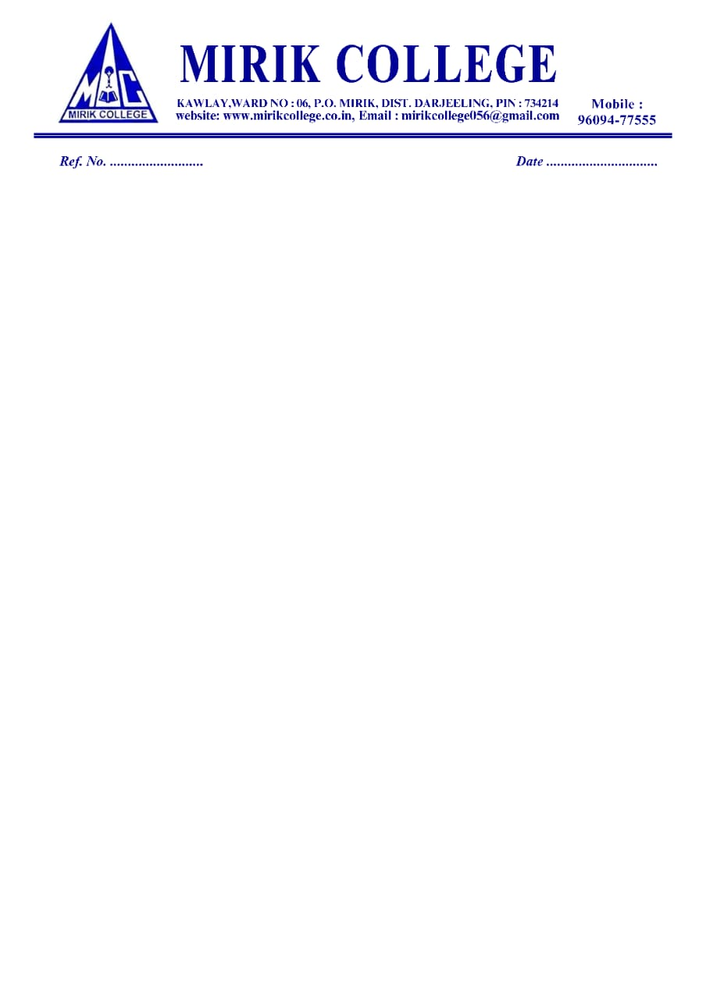 MC
MIRIK COLLEGE
MIRIK COLLEGE
KAWLAY,WARD NO : 06, P.O. MIRIK, DIST. DARJEELING, PIN : 734214
website: www.mirikcollege.co.in, Email : mirikcollege056@gmail.com
Mobile :
96094-77555
Ref. No. ..........................
Date ...............................